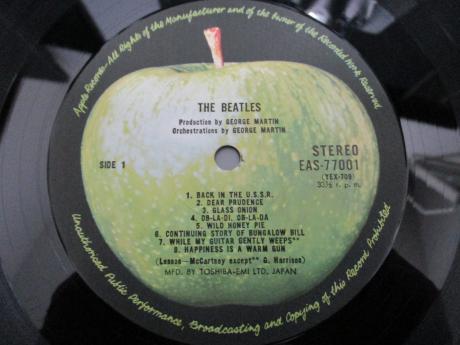 Apple Records-All Rights of the Manufacturer and of the owner of the Recorded Work Reserved.
THE BEATLES
Production by GEORGE MARTIN
Orchestrations by GEORGE MARTIN
SIDE 1
STEREO
EAS-77001
(YEX-709)
33⅓ r. p. m.
1. BACK IN THE U.S.S.R.
2. DEAR PRUDENCE
3. GLASS ONION
4. OB-LA-DI, OB-LA-DA
5. WILD HONEY PIE
6. CONTINUING STORY OF BUNGALOW BILL
7. WHILE MY GUITAR GENTLY WEEPS**
8. HAPPINESS IS A WARM GUN
(Lennon-McCartney except** G. Harrison)
MFD. BY TOSHIBA-EMI LTD. JAPAN
Unauthorised Public Performance, Broadcasting and Copying of this Record Prohibited